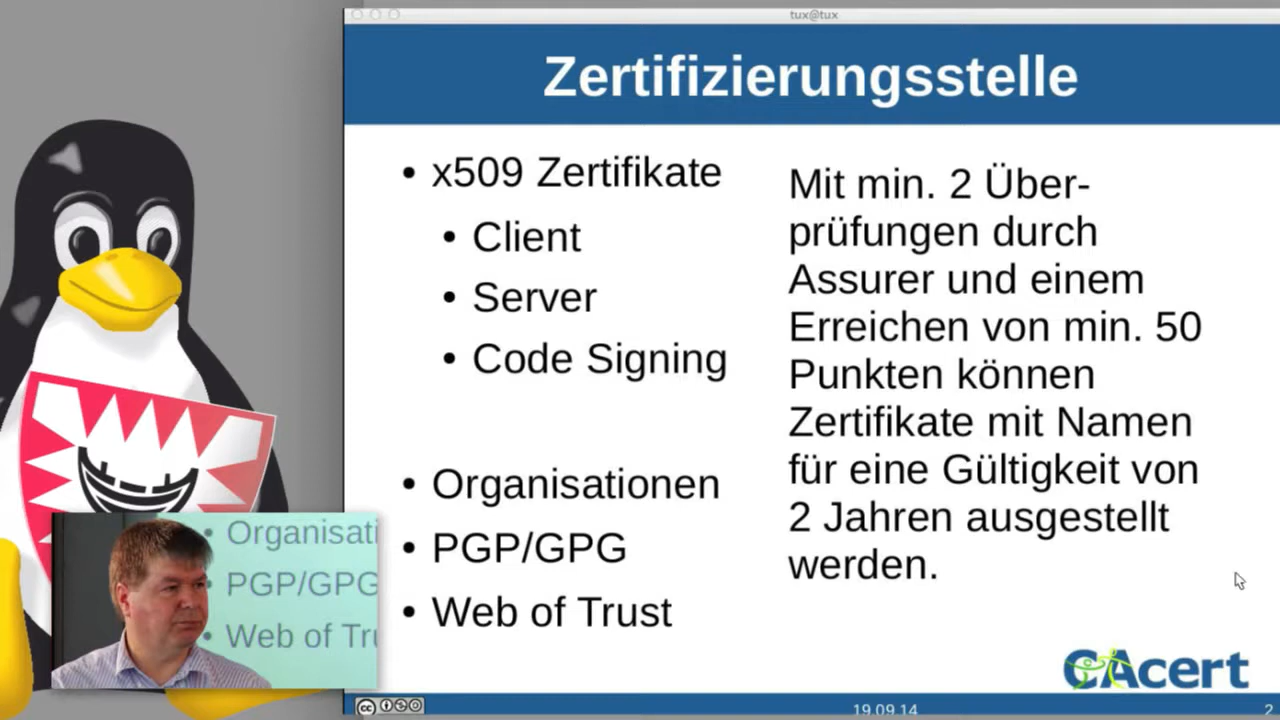 tux@tux
Zertifizierungsstelle
• x509 Zertifikate
• Client
• Server
• Code Signing
• Organisationen
• PGP/GPG
• Web of Trust
Mit min. 2 Über-
prüfungen durch
Assurer und einem
Erreichen von min. 50
Punkten können
Zertifikate mit Namen
für eine Gültigkeit von
2 Jahren ausgestellt
werden.
• Organisati
• PGP/GPG
• Web of Tru
CAcert
cc
19.09.14
2